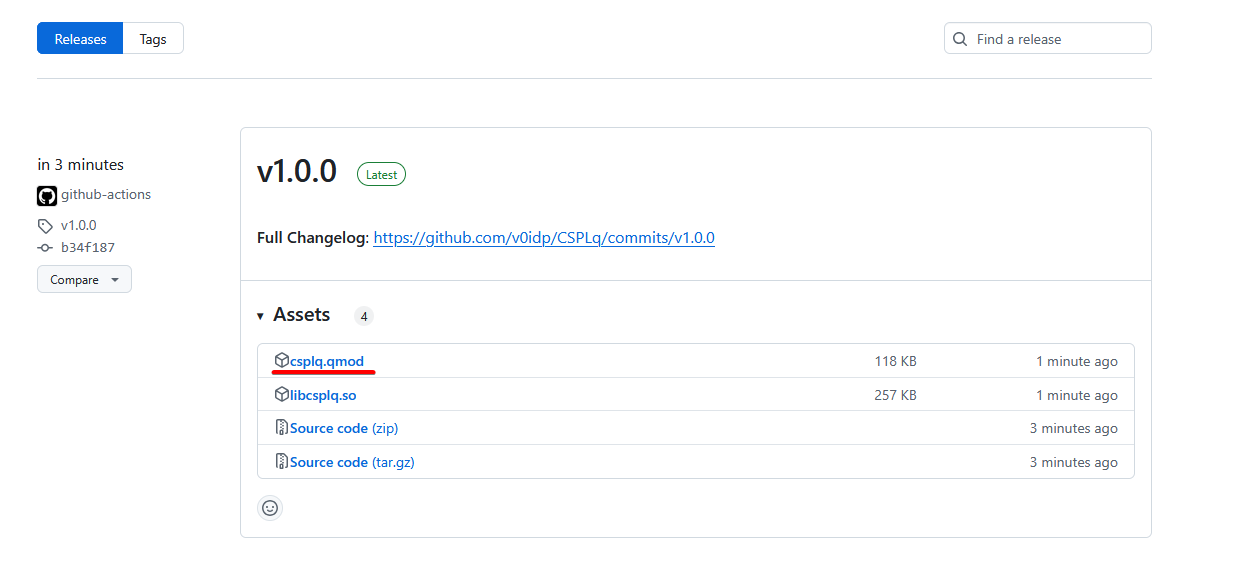 Releases Tags Find a release
in 3 minutes
github-actions
v1.0.0
b34f187
Compare
v1.0.0 Latest
Full Changelog: https://github.com/v0idp/CSPLq/commits/v1.0.0
Assets 4
csplq.qmod 118 KB 1 minute ago
libcsplq.so 257 KB 1 minute ago
Source code (zip) 3 minutes ago
Source code (tar.gz) 3 minutes ago